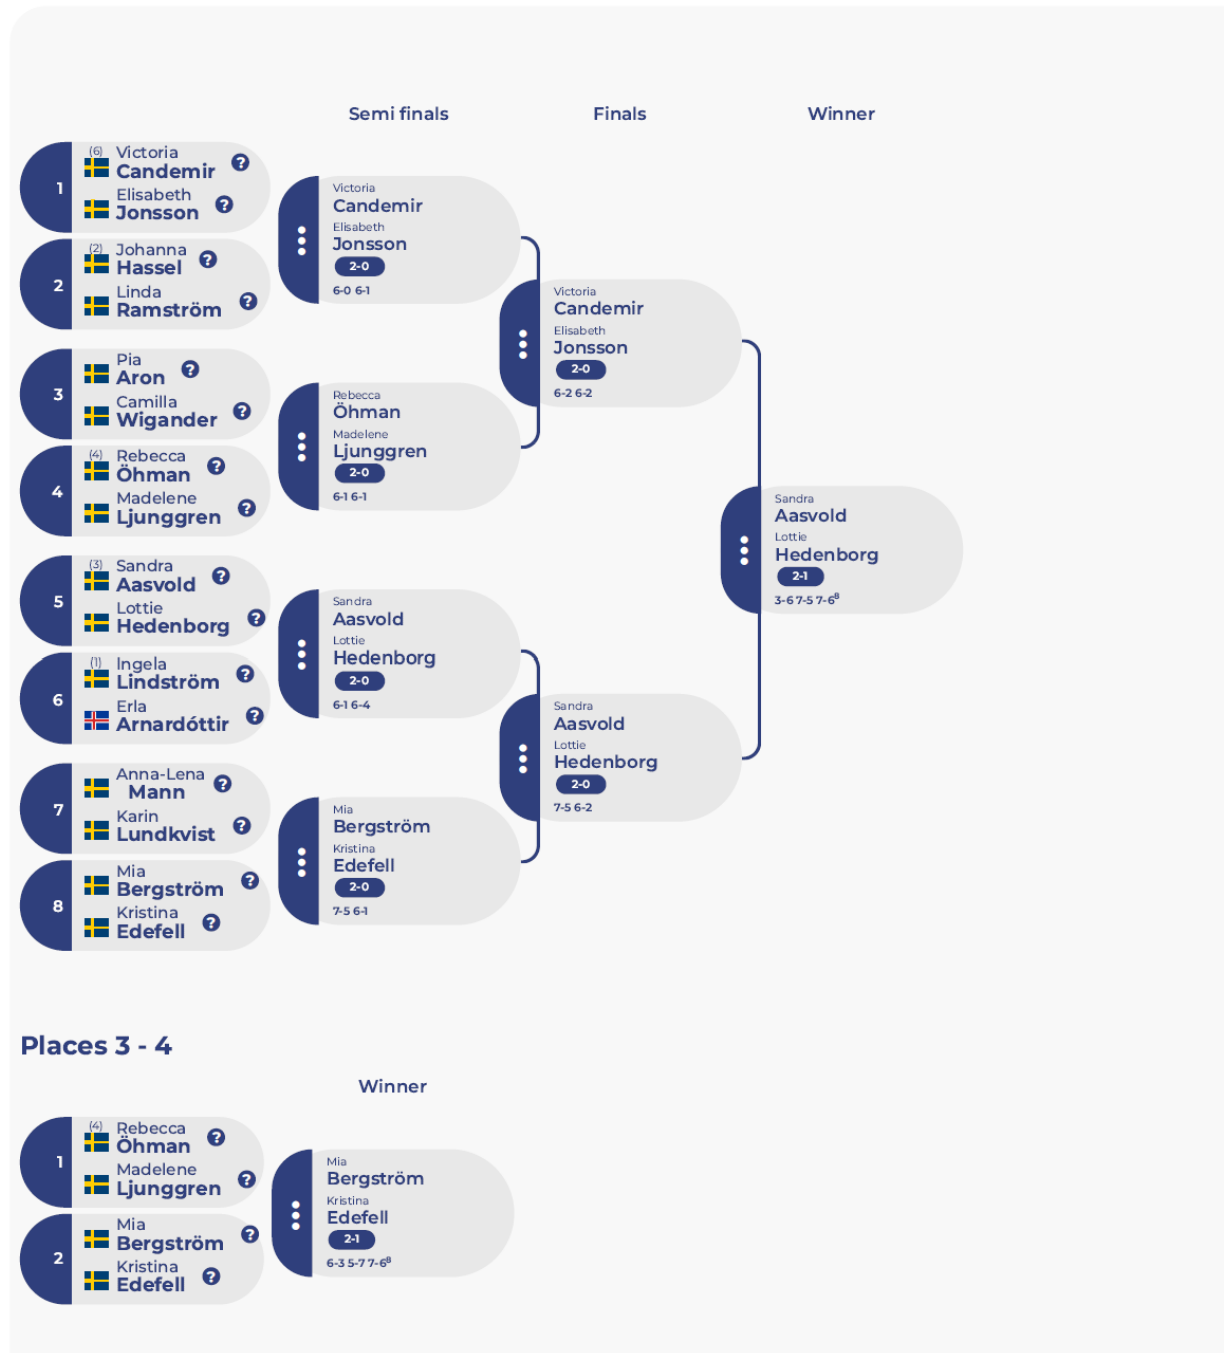 Semi finals
Finals
Winner
1
(6) Victoria
Candemir ?
Elisabeth
Jonsson ?
2
(2) Johanna
Hassel ?
Linda
Ramström ?
3
Pia
Aron ?
Camilla
Wigander ?
4
(4) Rebecca
Öhman ?
Madelene
Ljunggren ?
5
(3) Sandra
Aasvold ?
Lottie
Hedenborg ?
6
(1) Ingela
Lindström ?
Erla
Arnardóttir ?
7
Anna-Lena
Mann ?
Karin
Lundkvist ?
8
Mia
Bergström ?
Kristina
Edefell ?
Victoria
Candemir
Elisabeth
Jonsson
2-0
6-0 6-1
Rebecca
Öhman
Madelene
Ljunggren
2-0
6-1 6-1
Sandra
Aasvold
Lottie
Hedenborg
2-0
6-1 6-4
Mia
Bergström
Kristina
Edefell
2-0
7-5 6-1
Victoria
Candemir
Elisabeth
Jonsson
2-0
6-2 6-2
Sandra
Aasvold
Lottie
Hedenborg
2-0
7-5 6-2
Sandra
Aasvold
Lottie
Hedenborg
2-1
3-6 7-5 7-6⁸
Places 3 - 4
Winner
1
(4) Rebecca
Öhman ?
Madelene
Ljunggren ?
2
Mia
Bergström ?
Kristina
Edefell ?
Mia
Bergström
Kristina
Edefell
2-1
6-3 5-7 7-6⁸